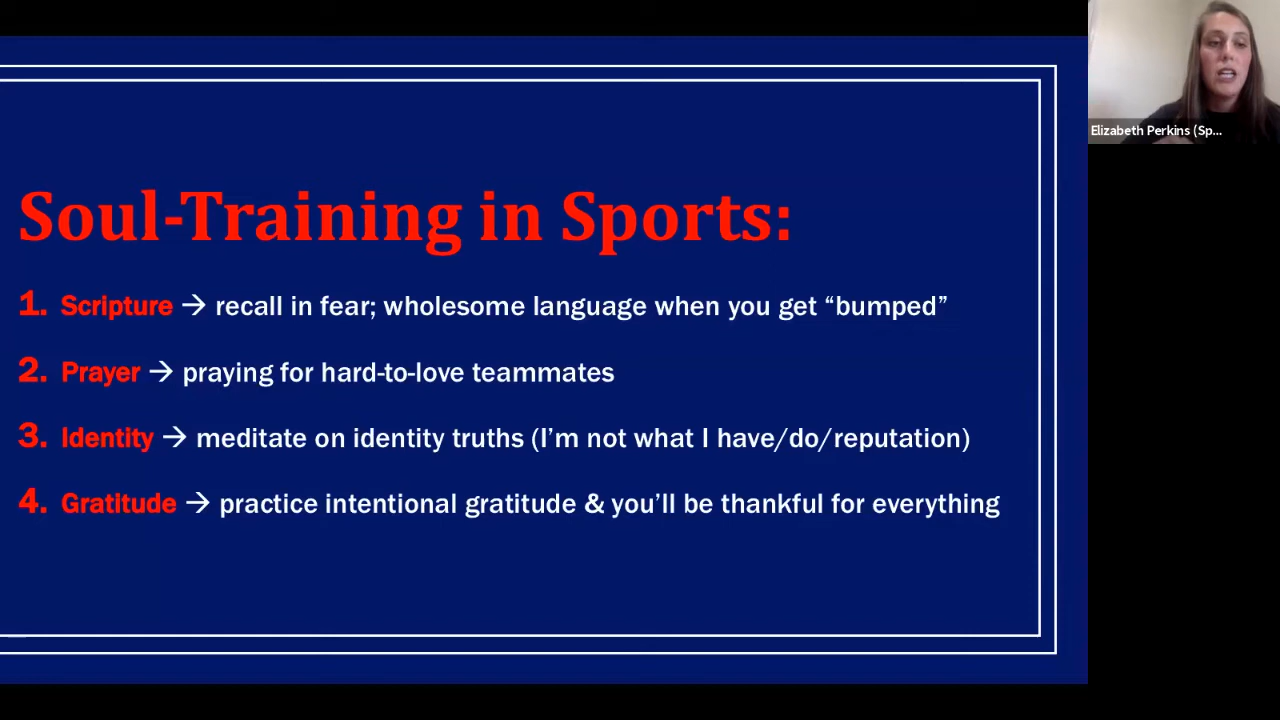 Soul-Training in Sports:
1. Scripture → recall in fear; wholesome language when you get “bumped”
2. Prayer → praying for hard-to-love teammates
3. Identity → meditate on identity truths (I’m not what I have/do/reputation)
4. Gratitude → practice intentional gratitude & you’ll be thankful for everything
Elizabeth Perkins (Sp...